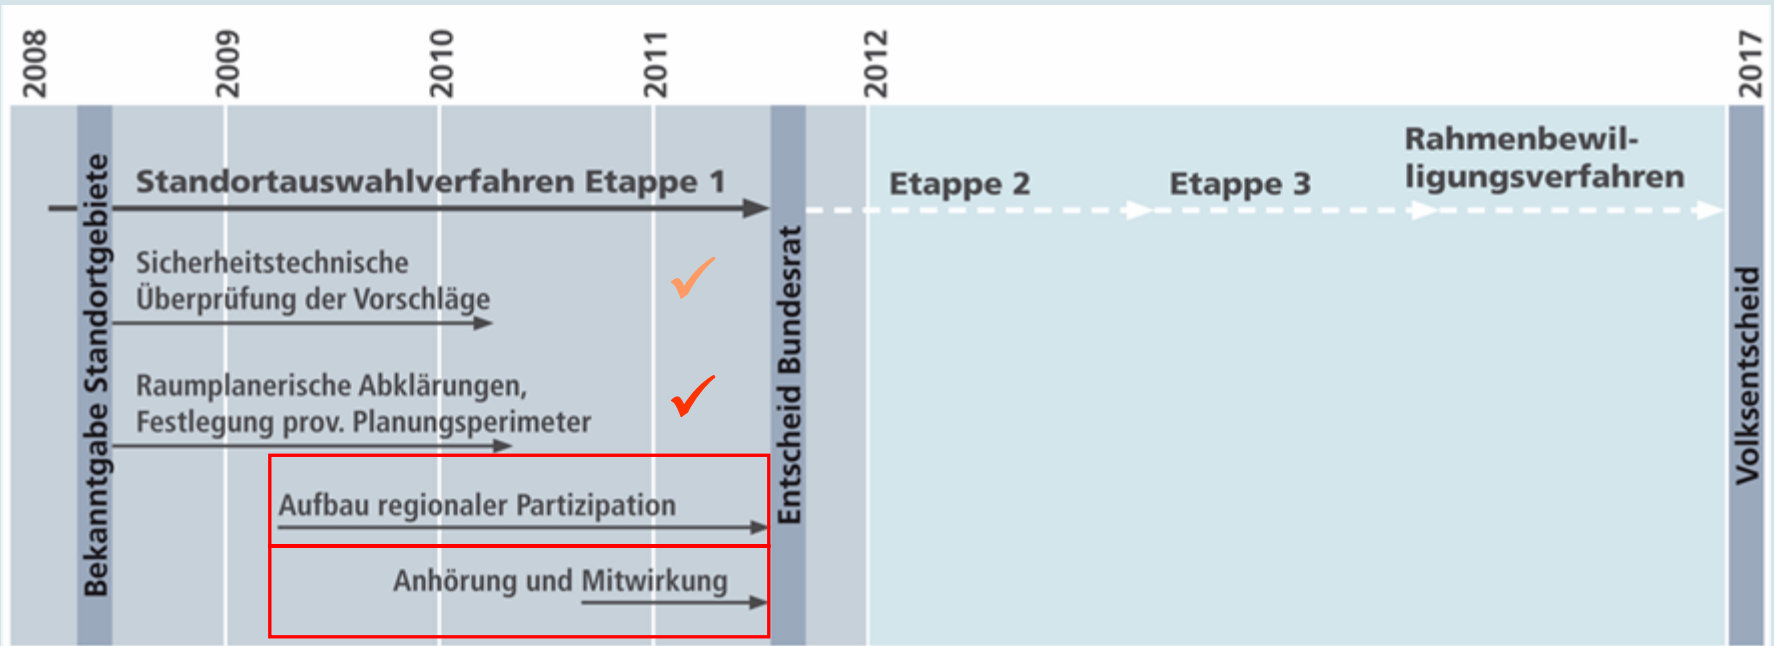 2008
2009
2010
2011
2012
2017
Bekanntgabe Standortgebiete
Standortauswahlverfahren Etappe 1
Sicherheitstechnische
Überprüfung der Vorschläge
Raumplanerische Abklärungen,
Festlegung prov. Planungsperimeter
Aufbau regionaler Partizipation
Anhörung und Mitwirkung
Entscheid Bundesrat
Etappe 2
Etappe 3
Rahmenbewil-
ligungsverfahren
Volksentscheid